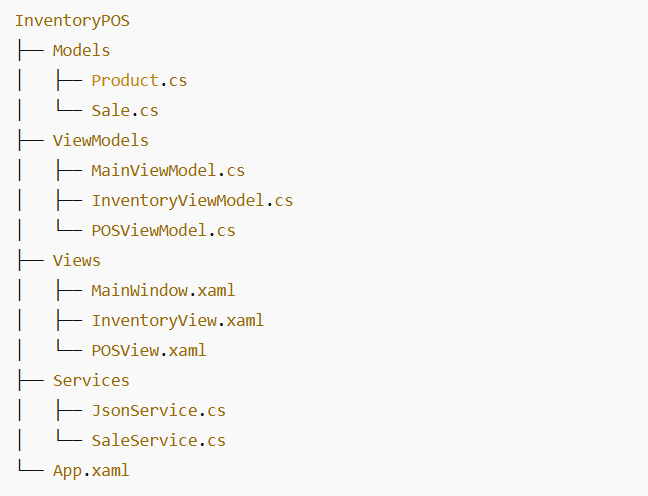 InventoryPOS
├── Models
│   ├── Product.cs
│   └── Sale.cs
├── ViewModels
│   ├── MainViewModel.cs
│   ├── InventoryViewModel.cs
│   └── POSViewModel.cs
├── Views
│   ├── MainWindow.xaml
│   ├── InventoryView.xaml
│   └── POSView.xaml
├── Services
│   ├── JsonService.cs
│   └── SaleService.cs
└── App.xaml